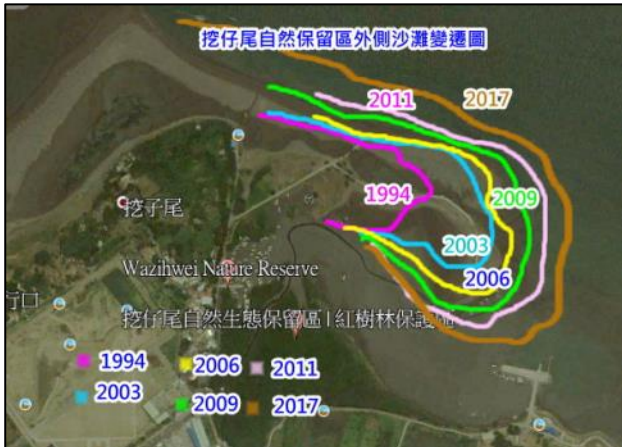 挖仔尾自然保留區外側沙灘變遷圖
2011
2017
挖子尾
1994
2009
2003
Wazihwei Nature Reserve
2006
行口
挖仔尾自然生態保留區 | 紅樹林保護區
1994
2006
2011
2003
2009
2017